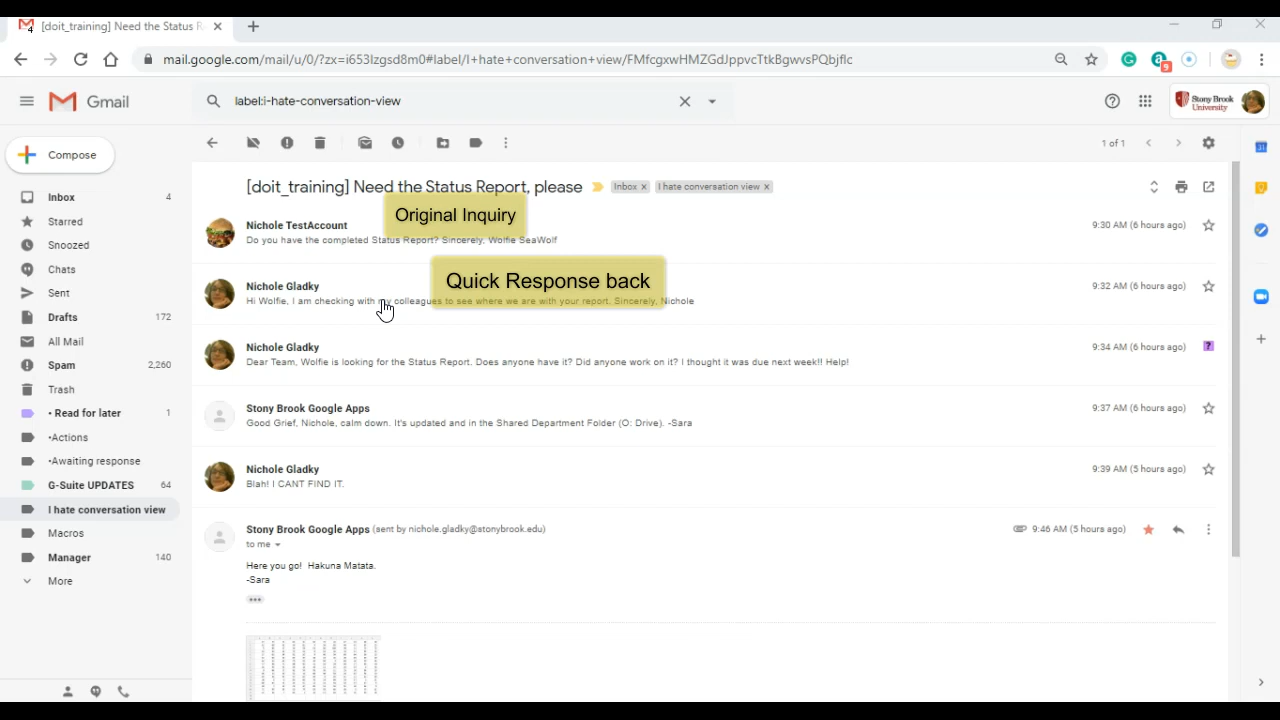 [doit_training] Need the Status R
mail.google.com/mail/u/0/?zx=i653lzgsd8m0#label/I+hate+conversation+view/FMfcgxwHMZGdJppvcTtkBgwvsPQbjflc
9
Gmail
label:i-hate-conversation-view
Stony Brook
University
Compose
1 of 1
[doit_training] Need the Status Report, please
Inbox x
I hate conversation view x
Inbox 4
Starred
Snoozed
Chats
Sent
Drafts 172
All Mail
Spam 2,260
Trash
• Read for later 1
•Actions
•Awaiting response
G-Suite UPDATES 64
I hate conversation view
Macros
Manager 140
More
Original Inquiry
Nichole TestAccount 9:30 AM (6 hours ago)
Do you have the completed Status Report? Sincerely, Wolfie SeaWolf
Quick Response back
Nichole Gladky 9:32 AM (6 hours ago)
Hi Wolfie, I am checking with my colleagues to see where we are with your report. Sincerely, Nichole
Nichole Gladky 9:34 AM (6 hours ago)
Dear Team, Wolfie is looking for the Status Report. Does anyone have it? Did anyone work on it? I thought it was due next week!! Help!
?
Stony Brook Google Apps 9:37 AM (6 hours ago)
Good Grief, Nichole, calm down. It's updated and in the Shared Department Folder (O: Drive). -Sara
Nichole Gladky 9:39 AM (5 hours ago)
Blah! I CANT FIND IT.
Stony Brook Google Apps (sent by nichole.gladky@stonybrook.edu) 9:46 AM (5 hours ago)
to me
Here you go! Hakuna Matata.
-Sara